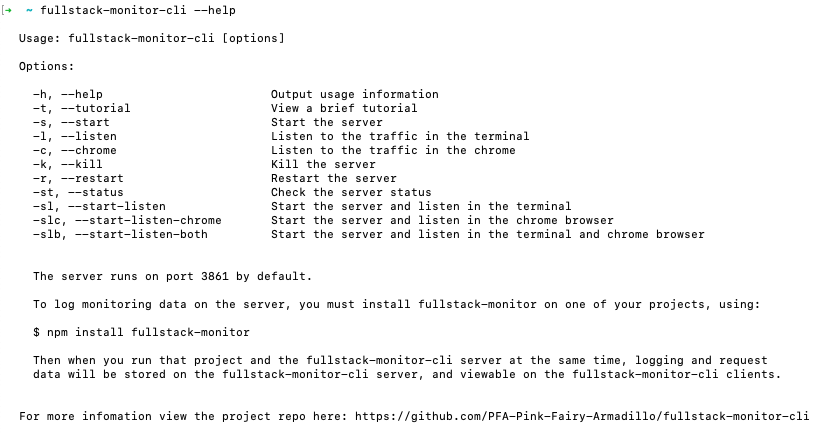 [➜  ~ fullstack-monitor-cli --help
Usage: fullstack-monitor-cli [options]
Options:
-h, --help Output usage information
-t, --tutorial View a brief tutorial
-s, --start Start the server
-l, --listen Listen to the traffic in the terminal
-c, --chrome Listen to the traffic in the chrome
-k, --kill Kill the server
-r, --restart Restart the server
-st, --status Check the server status
-sl, --start-listen Start the server and listen in the terminal
-slc, --start-listen-chrome Start the server and listen in the chrome browser
-slb, --start-listen-both Start the server and listen in the terminal and chrome browser
The server runs on port 3861 by default.
To log monitoring data on the server, you must install fullstack-monitor on one of your projects, using:
$ npm install fullstack-monitor
Then when you run that project and the fullstack-monitor-cli server at the same time, logging and request
data will be stored on the fullstack-monitor-cli server, and viewable on the fullstack-monitor-cli clients.
For more infomation view the project repo here: https://github.com/PFA-Pink-Fairy-Armadillo/fullstack-monitor-cli